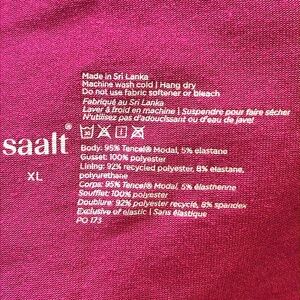 Made in Sri Lanka
Machine wash cold | Hang dry
Do not use fabric softener or bleach
Fabriqué au Sri Lanka
Laver à froid en machine | Suspendre pour faire sécher
N'utilisez pas d'adoucissant ou d'eau de javel
saalt®
XL
Body: 95% Tencel® Modal, 5% elastane
Gusset: 100% polyester
Lining: 92% recycled polyester, 8% elastane,
polyurethane
Corps: 95% Tencel® Modal, 5% élasthenne
Soufflet: 100% polyester
Doublure: 92% polyester recyclé, 8% spandex
Exclusive of elastic | Sans élastique
PO 173